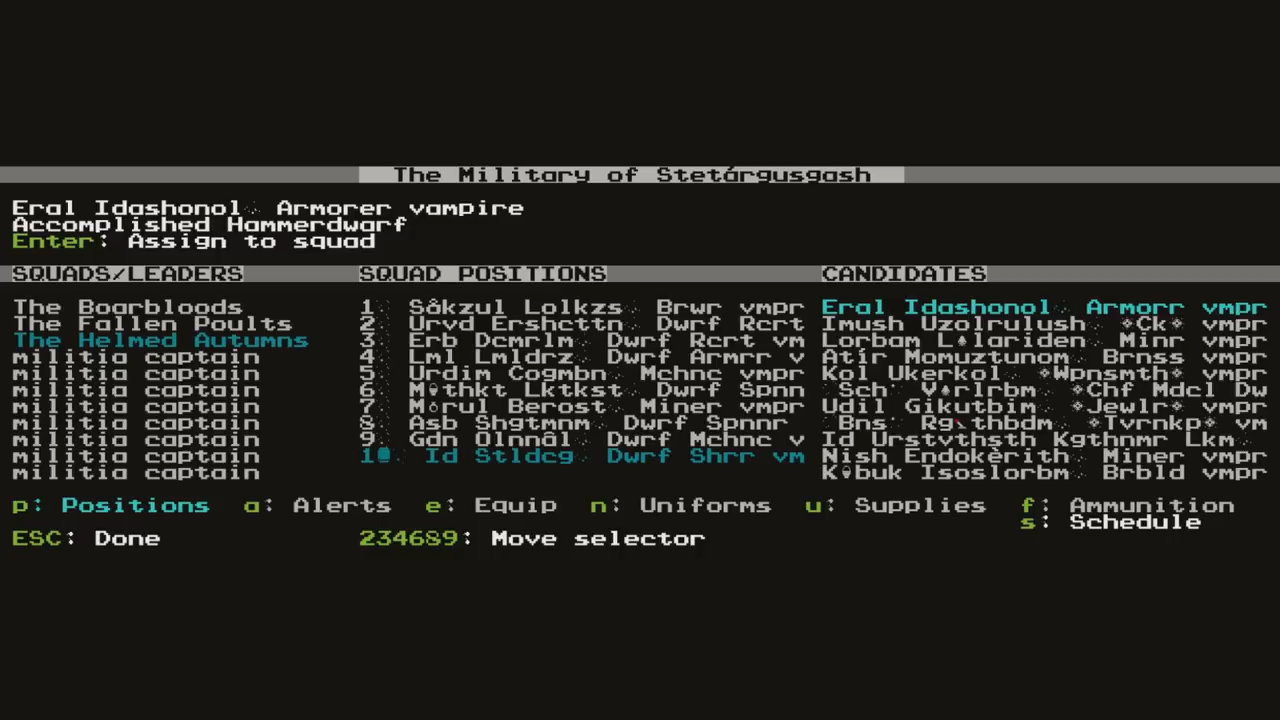 The Military of Stetárgusgash
Eral Idashonol, Armorer vampire
Accomplished Hammerdwarf
Enter: Assign to squad
SQUADS/LEADERS SQUAD POSITIONS CANDIDATES
The Boarbloods 1 Sâkzul Lolkzs Brwr vmpr Eral Idashonol Armorr vmpr
The Fallen Poults 2 Urvd Ershcttn Dwrf Rcrt Imush Uzolrulush ☼Ck☼ vmpr
The Helmed Autumns 3 Erb Dcmrlm Dwrf Rcrt vm Lorbam Minr vmpr
militia captain 4 Lml Lmldrz Dwrf Armrr v Atír Momuztunom Brnss vmpr
militia captain 5 Urdim Cogmbn Mchnc vmpr Kol Ukerkol ☼Wpnsmth☼ vmpr
militia captain 6 Lktkst Dwrf Spnn Sch ☼Chf Mdcl Dw
militia captain 7 Berost Miner vmpr Udil Gikutbim ☼Jewlr☼ vmpr
militia captain 8 Asb Shgtmnm Dwrf Spnnr Bns ☼Tvrnkp☼ vm
militia captain 9 Gdn Olnnâl Dwrf Mchnc v Id Urstvthsth Kgthnmr Lkm
militia captain 10 Id Stldcg Dwrf Shrr vm Nish Endokèrith Miner vmpr
militia captain Isoslorbm Brbld vmpr
p: Positions a: Alerts e: Equip n: Uniforms u: Supplies f: Ammunition
s: Schedule
ESC: Done 234689: Move selector